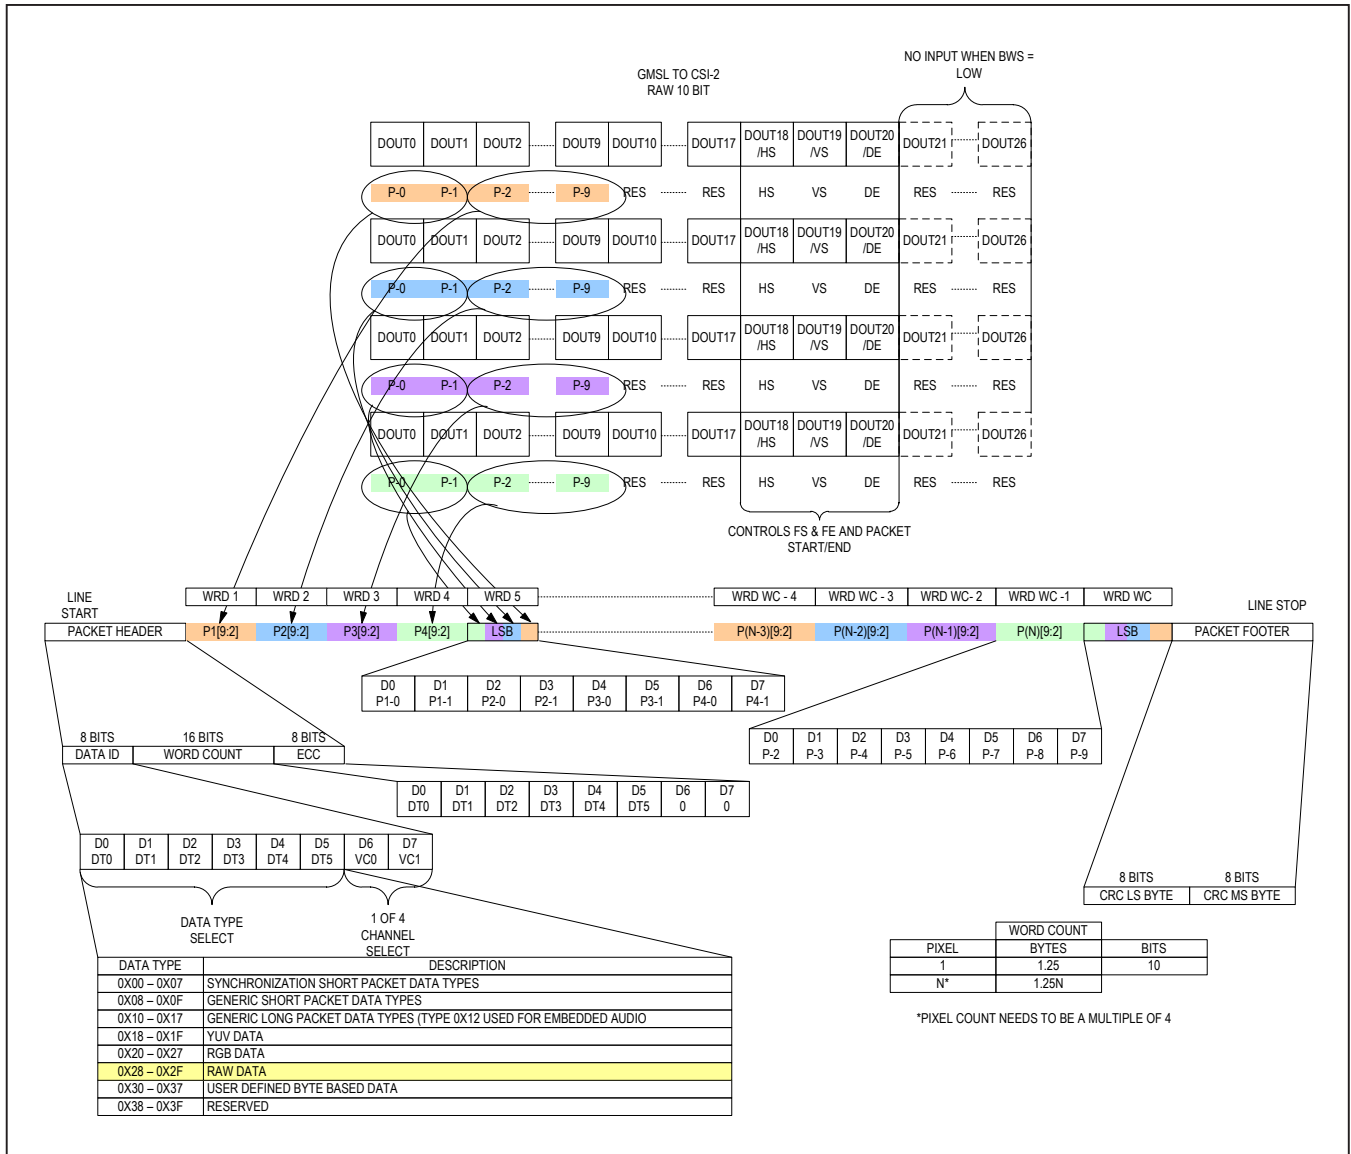 NO INPUT WHEN BWS =
LOW
GMSL TO CSI-2
RAW 10 BIT
DOUT0 DOUT1 DOUT2 DOUT9 DOUT10 DOUT17 DOUT18 /HS DOUT19 /VS DOUT20 /DE DOUT21 DOUT26
P-0 P-1 P-2 P-9 RES RES HS VS DE RES RES
DOUT0 DOUT1 DOUT2 DOUT9 DOUT10 DOUT17 DOUT18 /HS DOUT19 /VS DOUT20 /DE DOUT21 DOUT26
P-0 P-1 P-2 P-9 RES RES HS VS DE RES RES
DOUT0 DOUT1 DOUT2 DOUT9 DOUT10 DOUT17 DOUT18 /HS DOUT19 /VS DOUT20 /DE DOUT21 DOUT26
P-0 P-1 P-2 P-9 RES RES HS VS DE RES RES
DOUT0 DOUT1 DOUT2 DOUT9 DOUT10 DOUT17 DOUT18 /HS DOUT19 /VS DOUT20 /DE DOUT21 DOUT26
P-0 P-1 P-2 P-9 RES RES HS VS DE RES RES
CONTROLS FS & FE AND PACKET
START/END
LINE
START
WRD 1 WRD 2 WRD 3 WRD 4 WRD 5 WRD WC - 4 WRD WC - 3 WRD WC- 2 WRD WC -1 WRD WC
LINE STOP
PACKET HEADER P1[9:2] P2[9:2] P3[9:2] P4[9:2] LSB P(N-3)[9:2] P(N-2)[9:2] P(N-1)[9:2] P(N)[9:2] LSB PACKET FOOTER
D0 D1 D2 D3 D4 D5 D6 D7
P1-0 P1-1 P2-0 P2-1 P3-0 P3-1 P4-0 P4-1
D0 D1 D2 D3 D4 D5 D6 D7
P-2 P-3 P-4 P-5 P-6 P-7 P-8 P-9
8 BITS 16 BITS 8 BITS
DATA ID WORD COUNT ECC
D0 D1 D2 D3 D4 D5 D6 D7
DT0 DT1 DT2 DT3 DT4 DT5 0 0
D0 D1 D2 D3 D4 D5 D6 D7
DT0 DT1 DT2 DT3 DT4 DT5 VC0 VC1
DATA TYPE
SELECT
1 OF 4
CHANNEL
SELECT
8 BITS 8 BITS
CRC LS BYTE CRC MS BYTE
WORD COUNT
PIXEL BYTES BITS
1 1.25 10
N* 1.25N
*PIXEL COUNT NEEDS TO BE A MULTIPLE OF 4
DATA TYPE DESCRIPTION
0X00 – 0X07 SYNCHRONIZATION SHORT PACKET DATA TYPES
0X08 – 0X0F GENERIC SHORT PACKET DATA TYPES
0X10 – 0X17 GENERIC LONG PACKET DATA TYPES (TYPE 0X12 USED FOR EMBEDDED AUDIO
0X18 – 0X1F YUV DATA
0X20 – 0X27 RGB DATA
0X28 – 0X2F RAW DATA
0X30 – 0X37 USER DEFINED BYTE BASED DATA
0X38 – 0X3F RESERVED